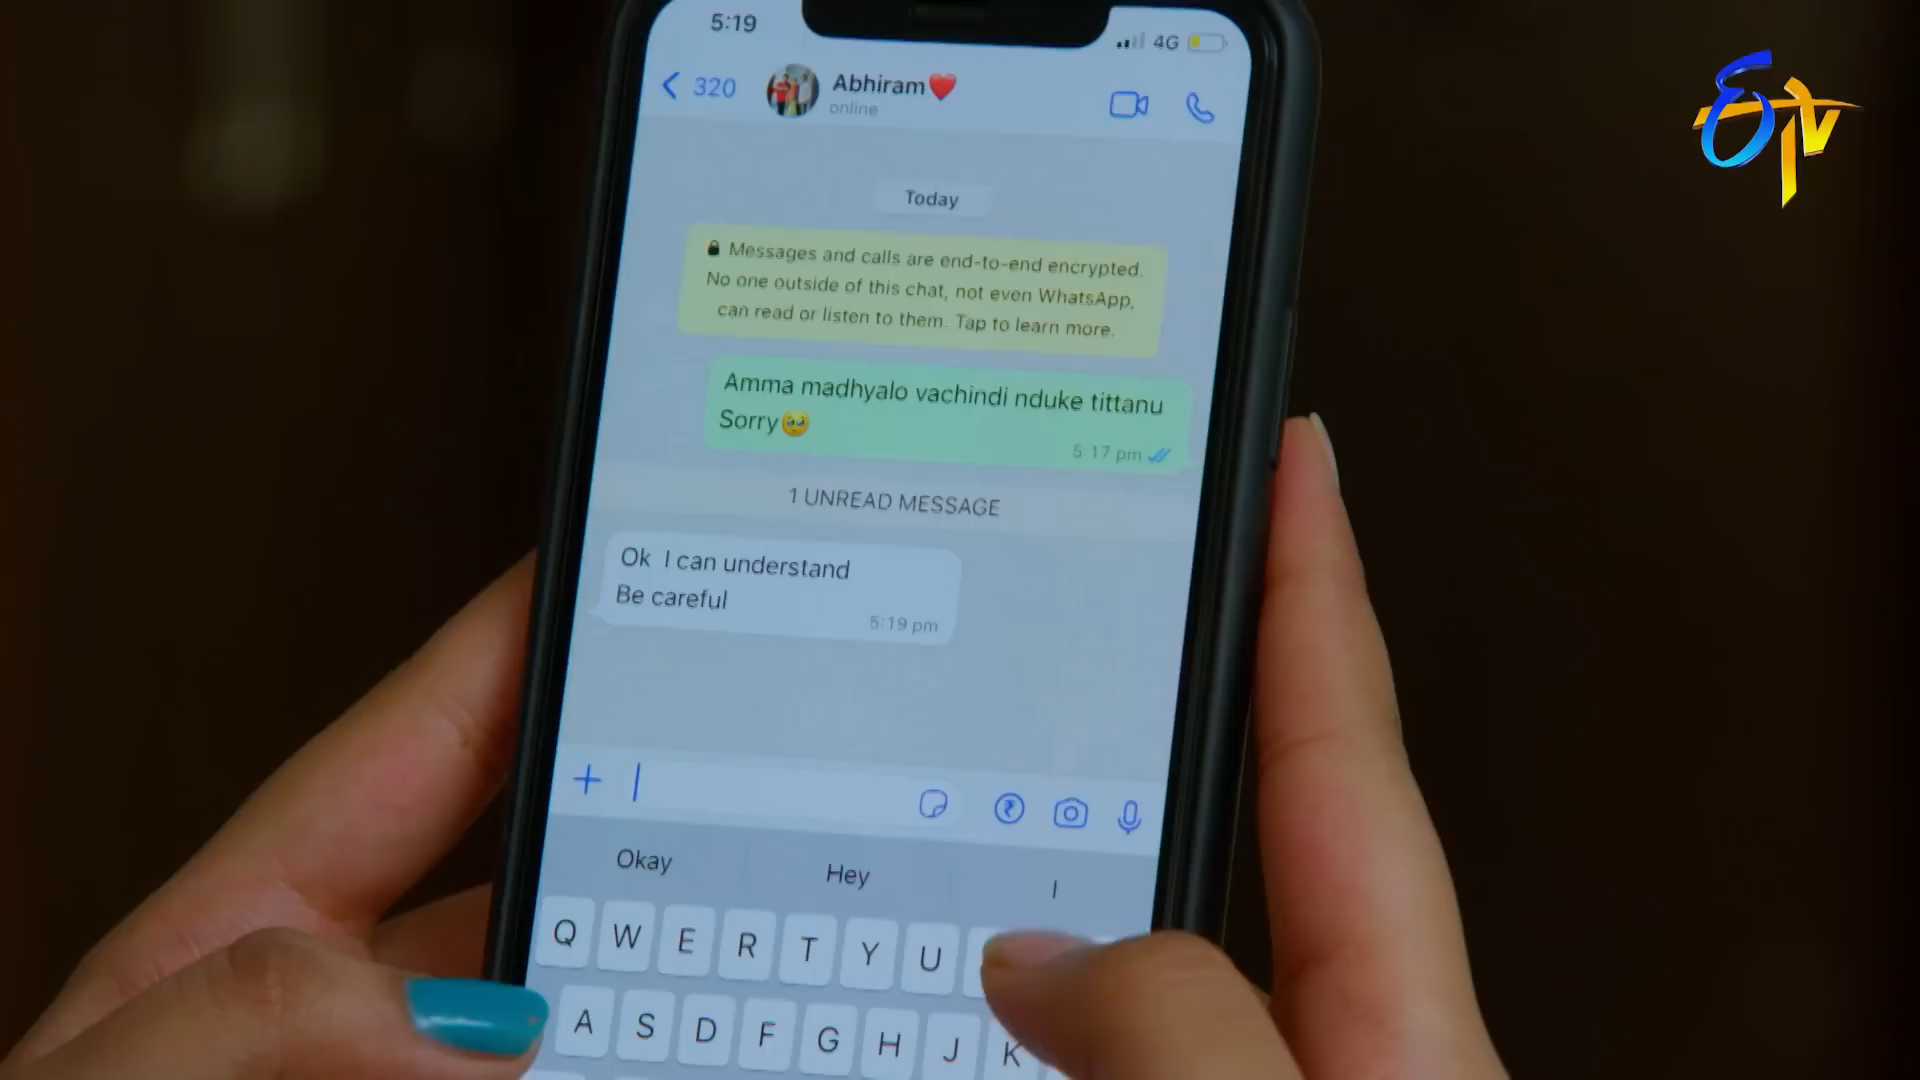 5:19
4G
320
Abhiram❤️
online
ETV
Today
🔒 Messages and calls are end-to-end encrypted.
No one outside of this chat, not even WhatsApp,
can read or listen to them. Tap to learn more.
Amma madhyalo vachindi nduke tittanu
Sorry🥺
5:17 pm
1 UNREAD MESSAGE
Ok I can understand
Be careful
5:19 pm
₹
Okay Hey I
Q W E R T Y U
A S D F G H J K